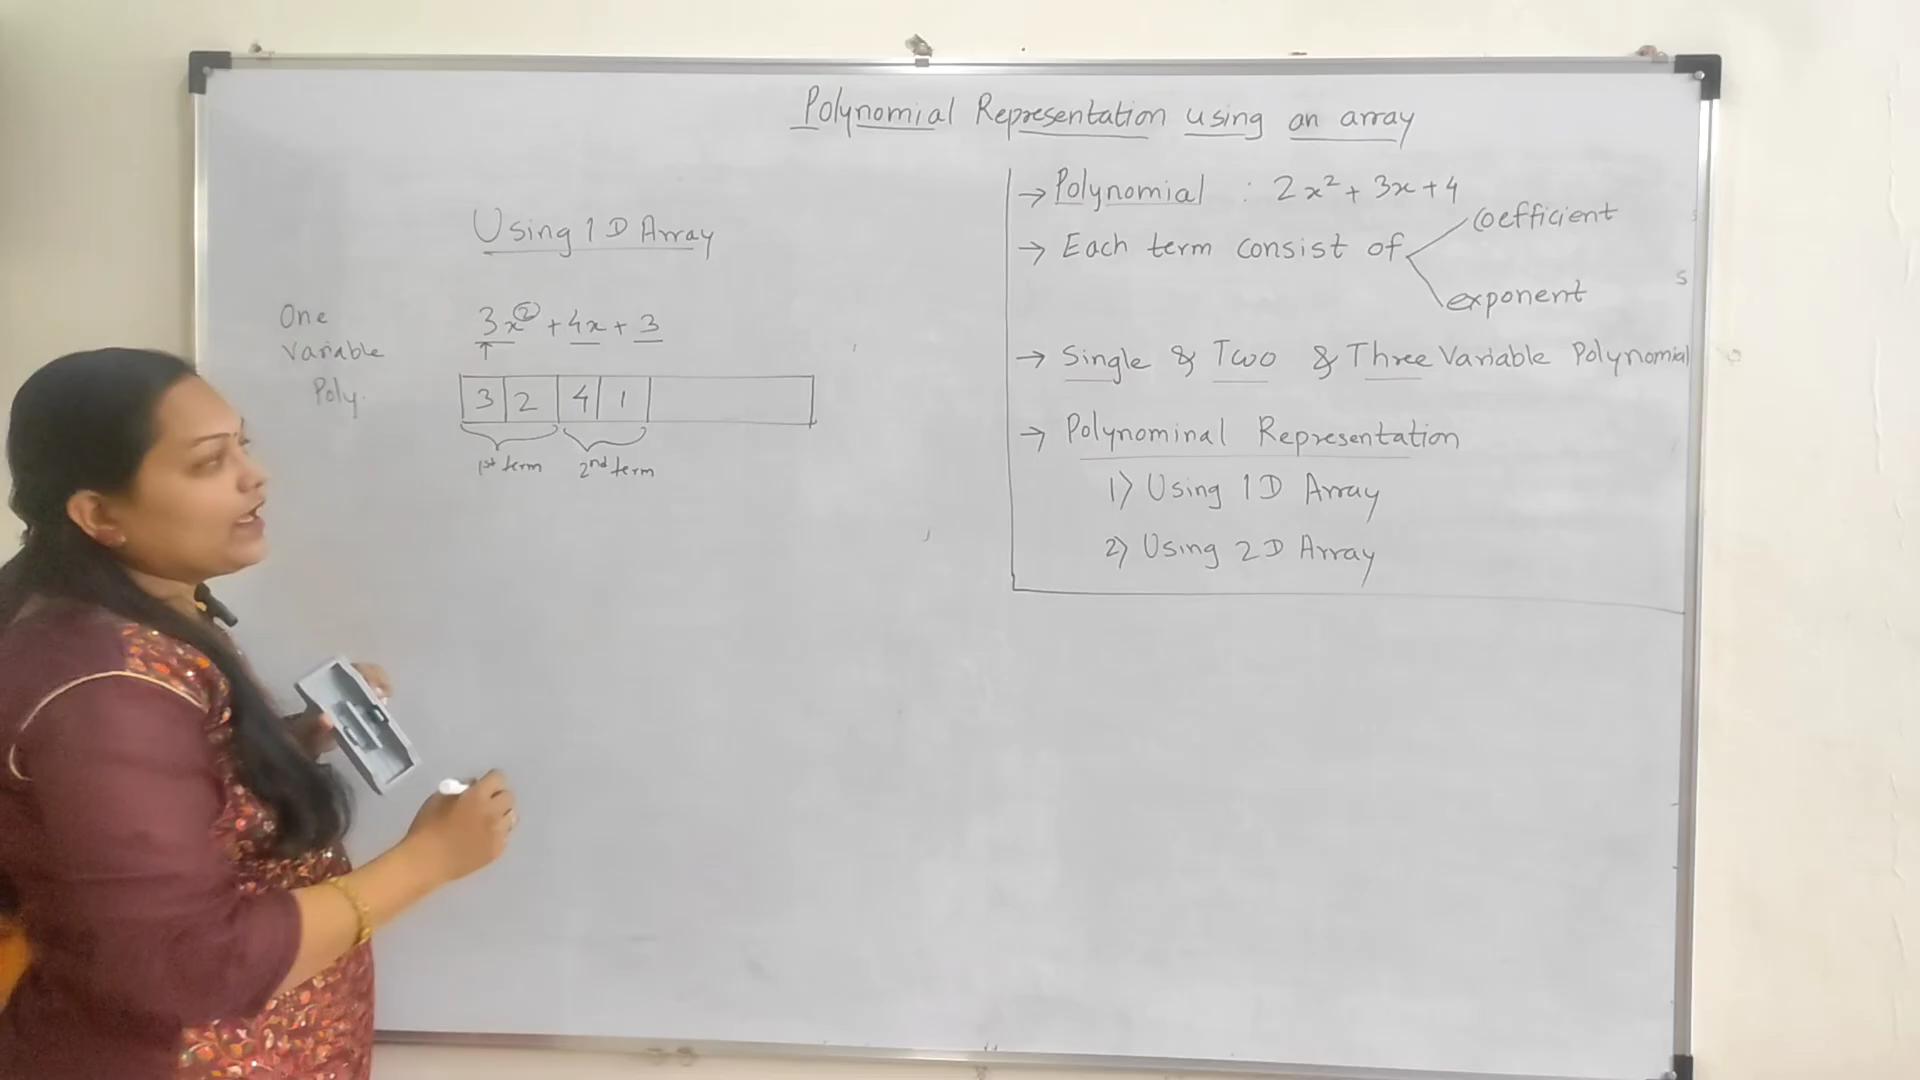 Polynomial Representation using an array
Using 1D Array
One
Variable
Poly.
3x² + 4x + 3
3 2 4 1
1st term 2nd term
→ Polynomial : 2x² + 3x + 4
→ Each term consist of
coefficient
exponent
→ Single & Two & Three Variable Polynomial
→ Polynominal Representation
1) Using 1D Array
2) Using 2D Array
s